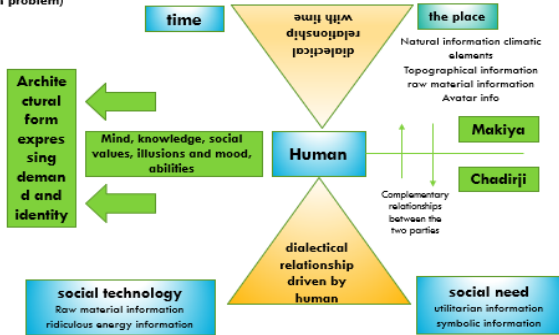 problem)
time
dialectical
relationship
with time
the place
Natural information climatic
elements
Topographical information
raw material information
Avatar info
Archite
ctural
form
expres
sing
deman
d and
identity
Mind, knowledge, social
values, illusions and mood,
abilities
Human
Makiya
Chadirji
Complementary
relationships
between the
two parties
dialectical
relationship
driven by
human
social technology
Raw material information
ridiculous energy information
social need
utilitarian information
symbolic information